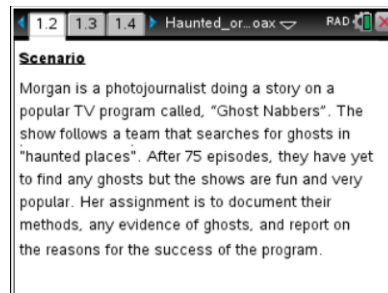 1.2 1.3 1.4 Haunted_or…oax RAD
Scenario
Morgan is a photojournalist doing a story on a
popular TV program called, “Ghost Nabbers”. The
show follows a team that searches for ghosts in
"haunted places". After 75 episodes, they have yet
to find any ghosts but the shows are fun and very
popular. Her assignment is to document their
methods, any evidence of ghosts, and report on
the reasons for the success of the program.